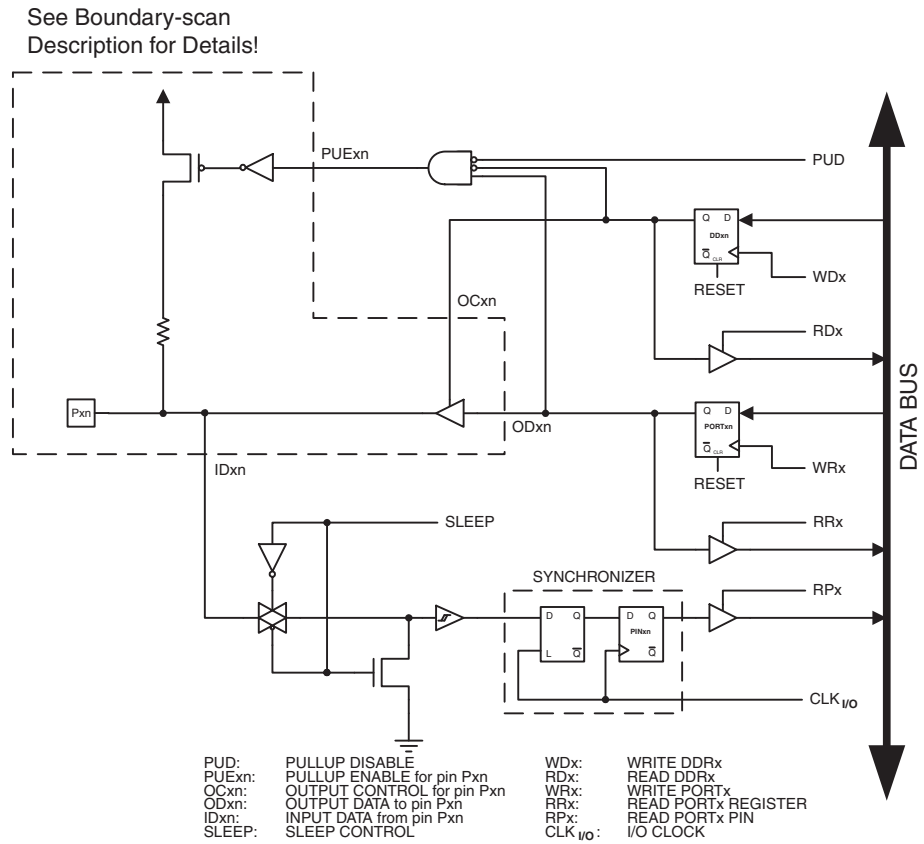 See Boundary-scan
Description for Details!
PUExn
PUD
Q D
DDxn
Q CLR
WDx
RESET
OCxn
RDx
DATA BUS
Pxn
Q D
ODxn
PORTxn
Q CLR
IDxn
WRx
RESET
SLEEP
RRx
SYNCHRONIZER
RPx
D Q
D Q
PINxn
L Q
Q
CLK I/O
PUD: PULLUP DISABLE
PUExn: PULLUP ENABLE for pin Pxn
OCxn: OUTPUT CONTROL for pin Pxn
ODxn: OUTPUT DATA to pin Pxn
IDxn: INPUT DATA from pin Pxn
SLEEP: SLEEP CONTROL
WDx: WRITE DDRx
RDx: READ DDRx
WRx: WRITE PORTx
RRx: READ PORTx REGISTER
RPx: READ PORTx PIN
CLK I/O: I/O CLOCK